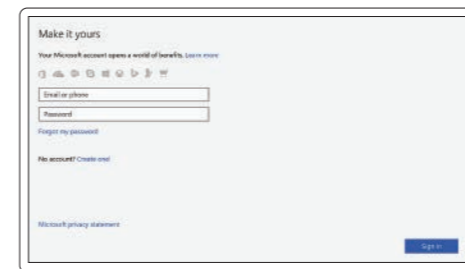 Make it yours
Your Microsoft account opens a world of benefits. Learn more
Email or phone
Password
Forgot my password
No account? Create one!
Microsoft privacy statement
Sign in